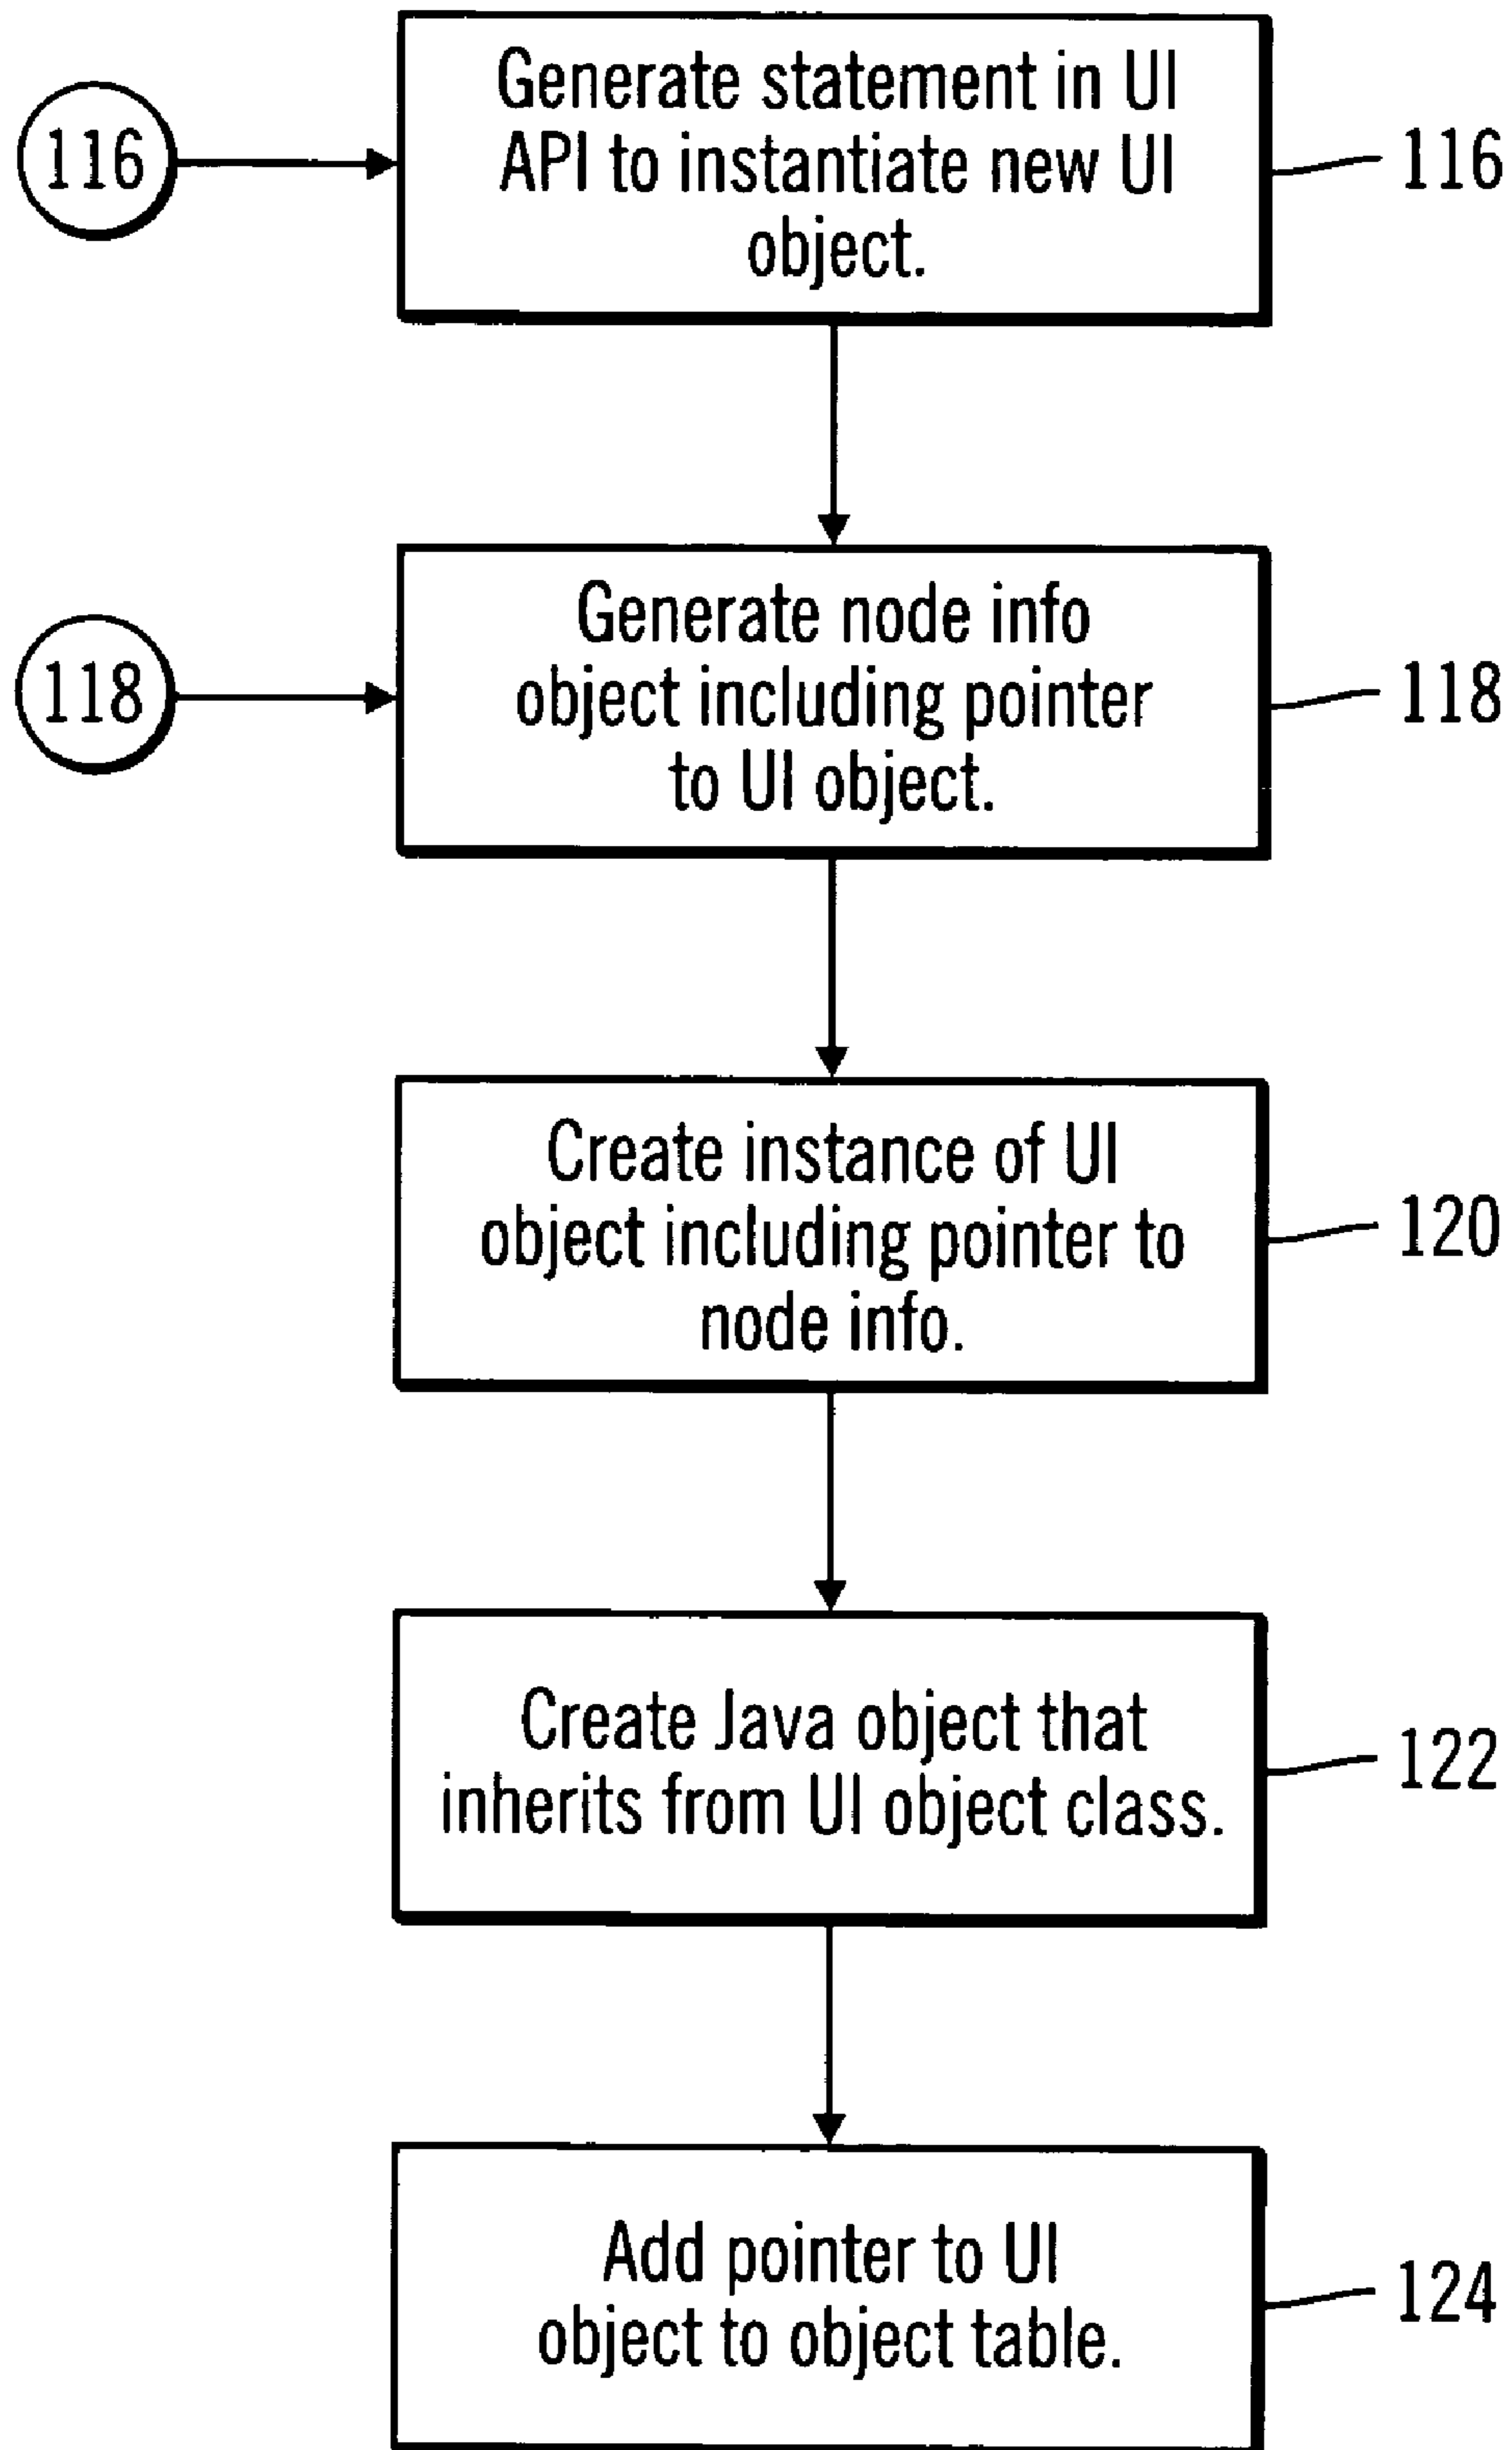 116
Generate statement in UI
API to instantiate new UI
object.
116
118
Generate node info
object including pointer
to UI object.
118
Create instance of UI
object including pointer to
node info.
120
Create Java object that
inherits from UI object class.
122
Add pointer to UI
object to object table.
124